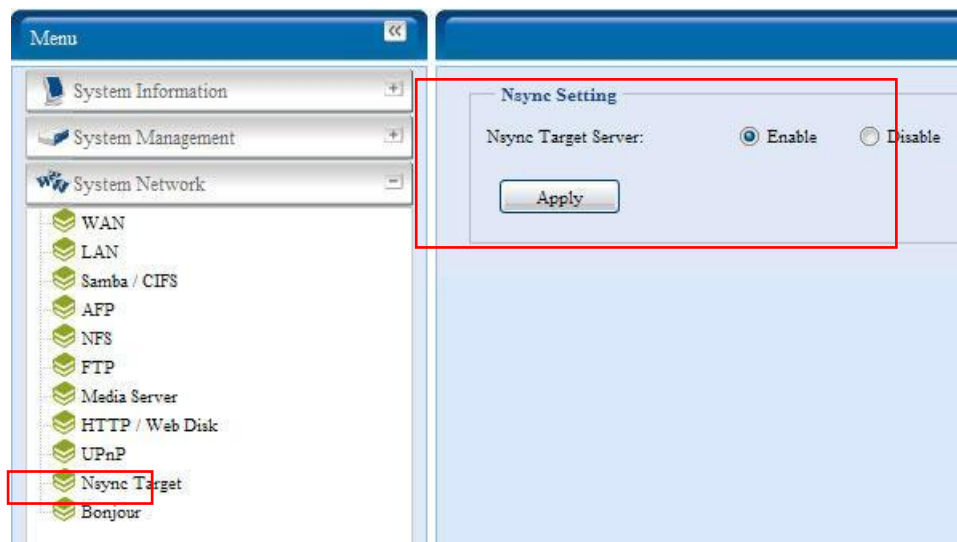 Menu
System Information
System Management
System Network
WAN
LAN
Samba / CIFS
AFP
NFS
FTP
Media Server
HTTP / Web Disk
UPnP
Nsync Target
Bonjour
Nsync Setting
Nsync Target Server: Enable Disable
Apply